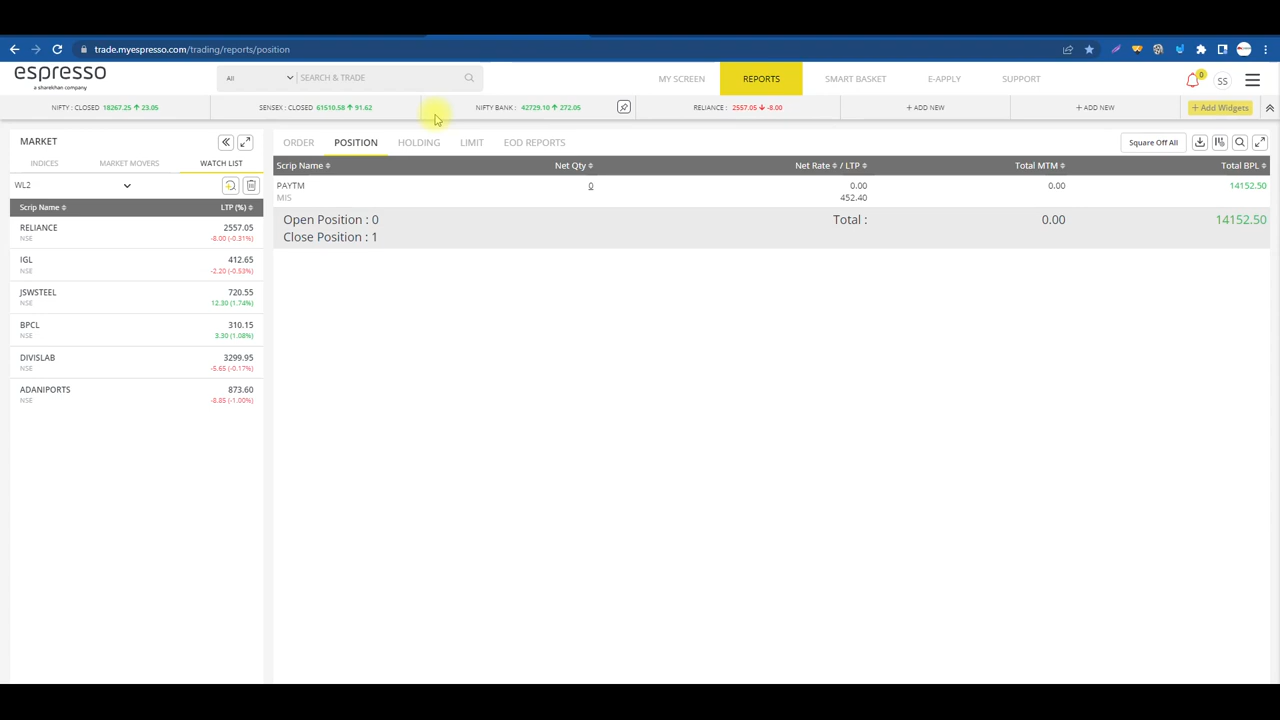 trade.myespresso.com/trading/reports/position
espresso
a sharekhan company
All
SEARCH & TRADE
MY SCREEN
REPORTS
SMART BASKET
E-APPLY
SUPPORT
0
SS
NIFTY : CLOSED 18267.25 ↑ 23.05
SENSEX : CLOSED 61510.58 ↑ 91.62
NIFTY BANK : 42729.10 ↑ 272.05
RELIANCE : 2557.05 ↓ -8.00
+ ADD NEW
+ ADD NEW
+ Add Widgets
MARKET
INDICES
MARKET MOVERS
WATCH LIST
WL2
Scrip Name
LTP (%)
RELIANCE 2557.05
NSE -8.00 (-0.31%)
IGL 412.65
NSE -2.20 (-0.53%)
JSWSTEEL 720.55
NSE 12.30 (1.74%)
BPCL 310.15
NSE 3.30 (1.08%)
DIVISLAB 3299.95
NSE -5.65 (-0.17%)
ADANIPORTS 873.60
NSE -8.85 (-1.00%)
ORDER
POSITION
HOLDING
LIMIT
EOD REPORTS
Square Off All
Scrip Name Net Qty Net Rate / LTP Total MTM Total BPL
PAYTM 0 0.00 0.00 14152.50
MIS 452.40
Open Position : 0 Total : 0.00 14152.50
Close Position : 1